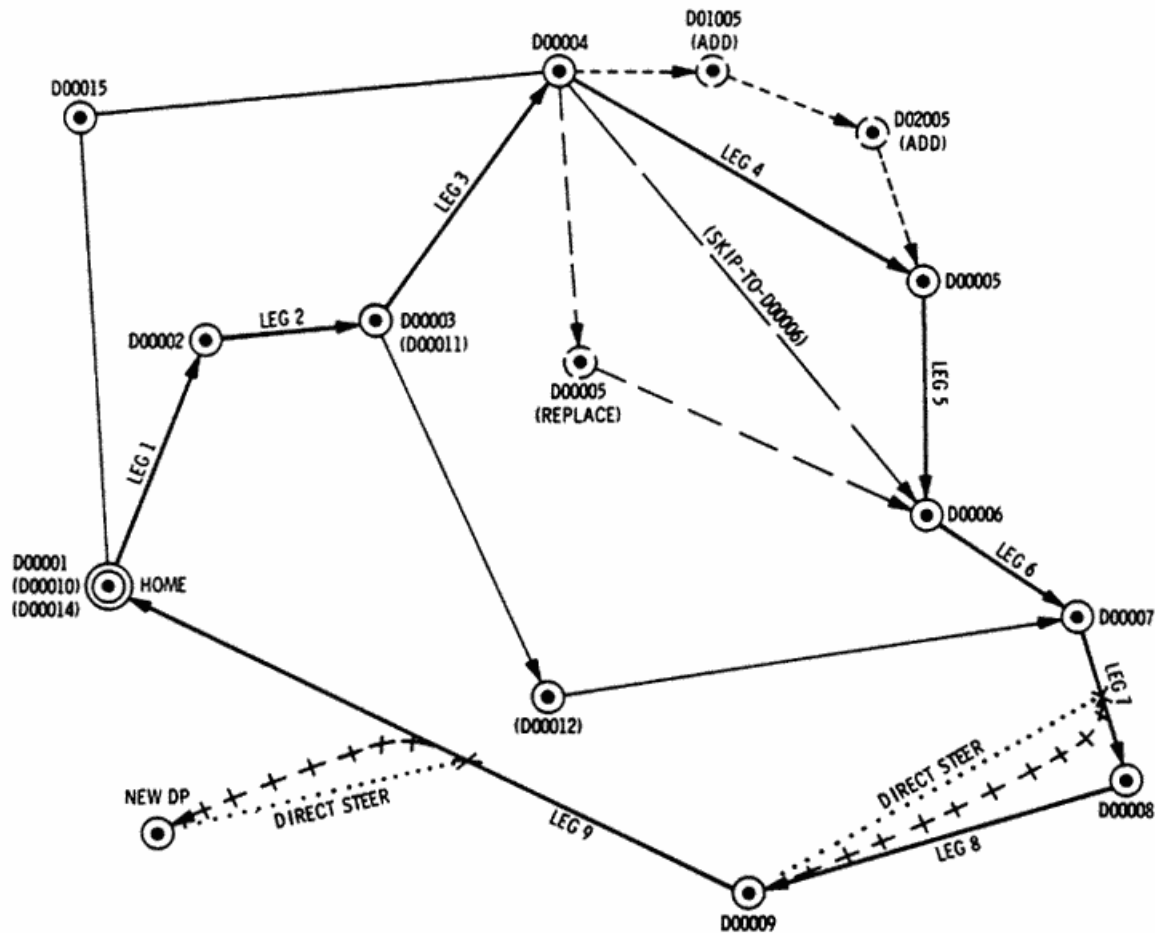 D01005
(ADD)
D00004
D00015
D02005
(ADD)
LEG 4
LEG 3
(SKIP-TO-D00006)
D00005
LEG 2
D00003
(D00011)
D00002
D00005
(REPLACE)
LEG 5
LEG 1
D00006
LEG 6
D00001
(D00010)
(D00014)
HOME
D00007
LEG 7
(D00012)
DIRECT STEER
NEW DP
DIRECT STEER
D00008
LEG 9
LEG 8
D00009